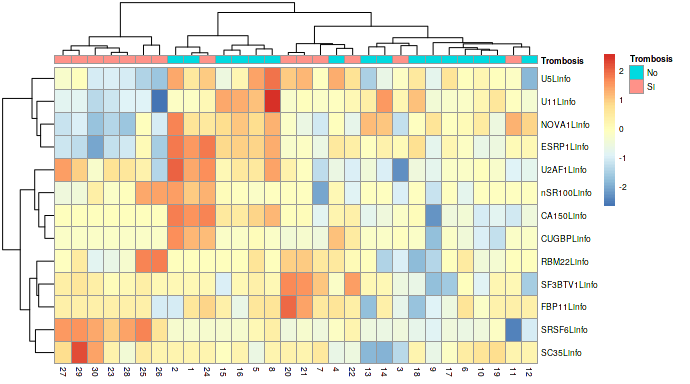 Trombosis
Trombosis
No
Si
2
1
0
-1
-2
U5Linfo
U11Linfo
NOVA1Linfo
ESRP1Linfo
U2AF1Linfo
nSR100Linfo
CA150Linfo
CUGBPLinfo
RBM22Linfo
SF3BTV1Linfo
FBP11Linfo
SRSF6Linfo
SC35Linfo
27 29 30 23 28 25 26 2 1 24 15 16 5 8 20 21 7 4 22 13 14 3 18 9 17 6 10 19 11 12